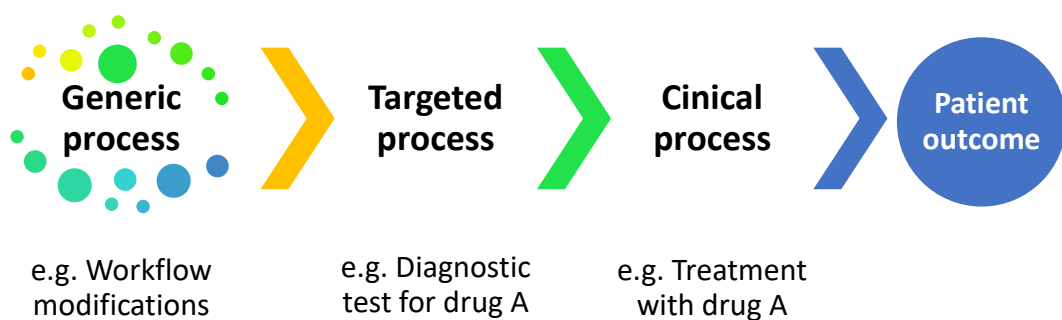 Generic
process
Targeted
process
Cinical
process
Patient
outcome
e.g. Workflow
modifications
e.g. Diagnostic
test for drug A
e.g. Treatment
with drug A